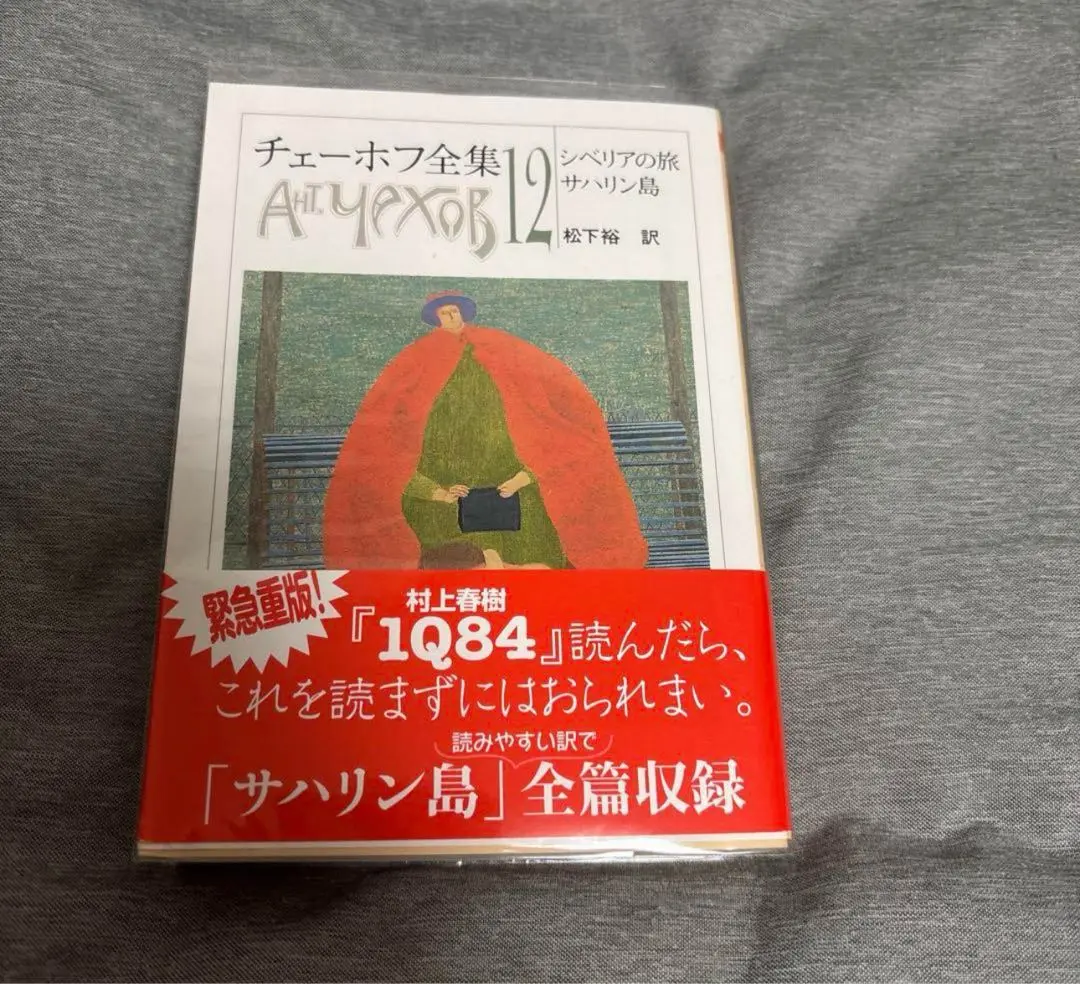 チェーホフ全集 12
Ант. Чехов
シベリアの旅
サハリン島
松下裕 訳
緊急重版!
村上春樹
『1Q84』読んだら、
これを読まずにはおられまい。
読みやすい訳で
「サハリン島」全篇収録